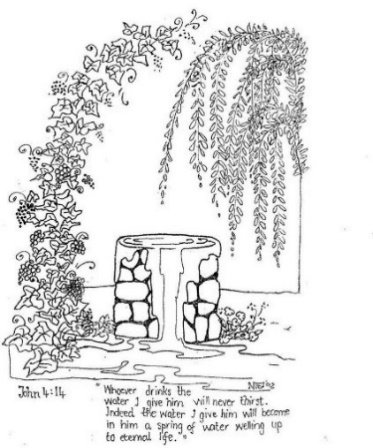 John 4:14
"Whoever drinks the
water I give him will never thirst.
Indeed the water I give him will become
in him a spring of water welling up
to eternal life."